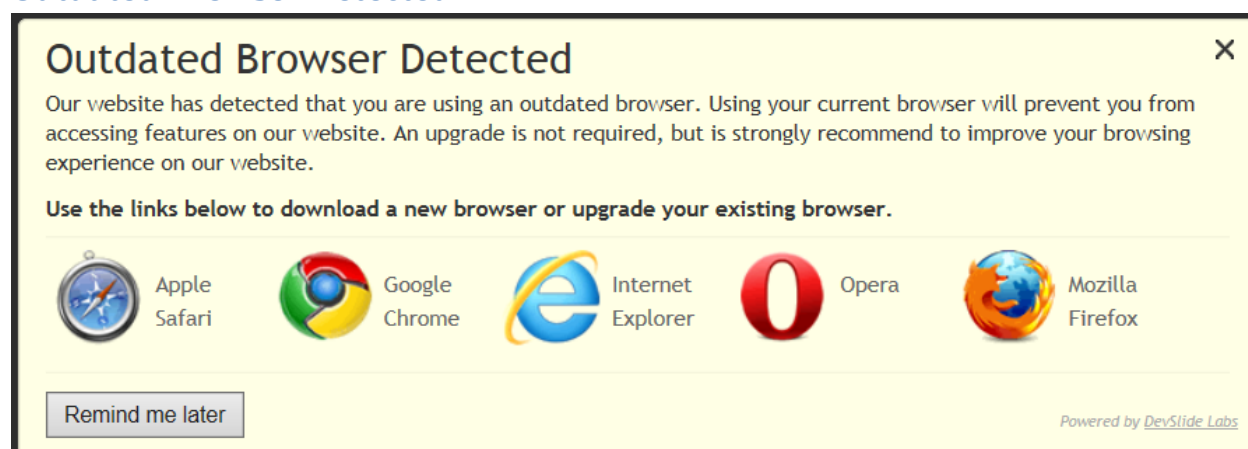 Outdated Browser Detected
Our website has detected that you are using an outdated browser. Using your current browser will prevent you from
accessing features on our website. An upgrade is not required, but is strongly recommend to improve your browsing
experience on our website.
Use the links below to download a new browser or upgrade your existing browser.
Apple
Safari
Google
Chrome
Internet
Explorer
Opera
Mozilla
Firefox
Remind me later
Powered by DevSlide Labs